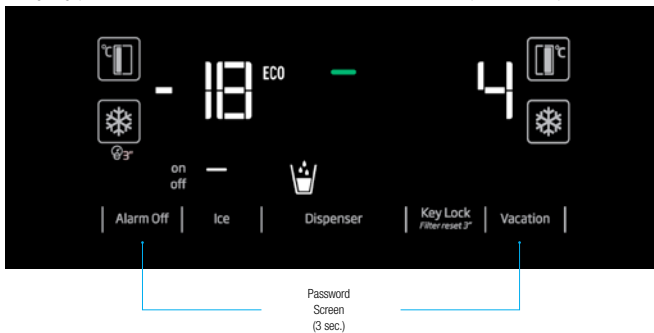 °C
°C
-18 ECO
4
3"
on
off
Alarm Off
Ice
Dispenser
Key Lock
Filter reset 3"
Vacation
Password
Screen
(3 sec.)